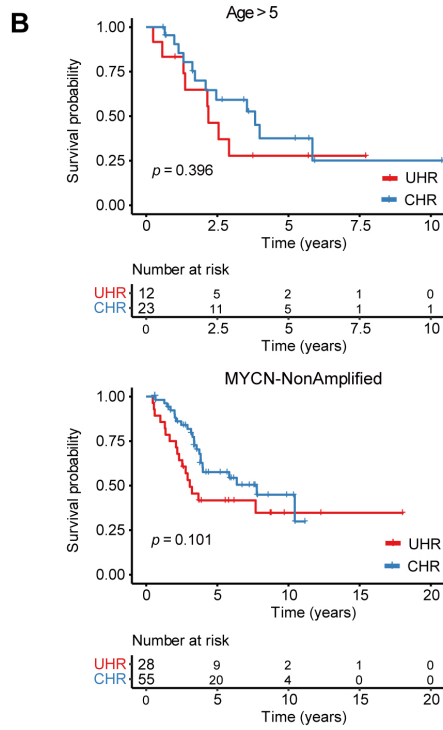 B
Age > 5
1.00
0.75
0.50
0.25
0.00
Survival probability
p = 0.396
UHR
CHR
0 2.5 5 7.5 10
Time (years)
Number at risk
UHR 12 5 2 1 0
CHR 23 11 5 1 1
0 2.5 5 7.5 10
Time (years)
MYCN-NonAmplified
1.00
0.75
0.50
0.25
0.00
Survival probability
p = 0.101
UHR
CHR
0 5 10 15 20
Time (years)
Number at risk
UHR 28 9 2 1 0
CHR 55 20 4 0 0
0 5 10 15 20
Time (years)